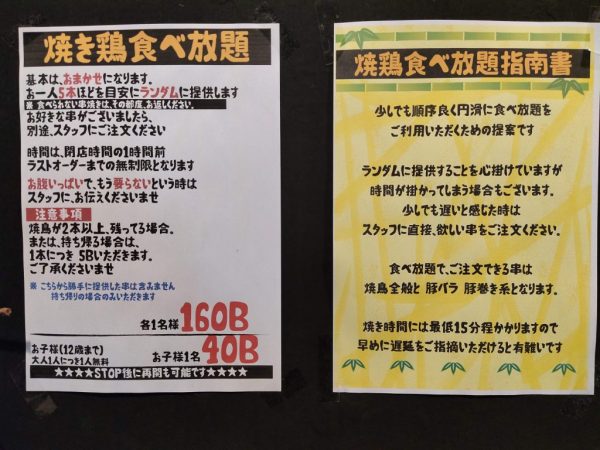 焼き鶏食べ放題
基本は、おまかせになります。
お一人5本ほどを目安にランダムに提供します
※ 食べられない串焼きは、その都度、お返しください。
お好きな串がございましたら、
別途、スタッフにご注文ください
時間は、閉店時間の1時間前
ラストオーダーまでの無制限となります
お腹いっぱいで、もう要らないという時は
スタッフに、お伝えくださいませ
注意事項
焼鳥が2本以上、残ってる場合。
または、持ち帰る場合は、
1本につき 5Bいただきます。
ご了承くださいませ
※ こちらから勝手に提供した串は含みません
持ち帰りの場合のみいただきます
各1名様 160B
お子様(12歳まで)
大人1人につき1人無料
お子様1名 40B
★★★★STOP後に再開も可能です★★★★
焼鶏食べ放題指南書
少しでも順序良く円滑に食べ放題を
ご利用いただくための提案です
ランダムに提供することを心掛けていますが
時間が掛かってしまう場合もございます。
少しでも遅いと感じた時は
スタッフに直接、欲しい串をご注文ください。
食べ放題で、ご注文できる串は
焼鳥全般と 豚バラ 豚巻き系となります。
焼き時間には最低15分程かかりますので
早めに遅延をご指摘いただけると有難いです